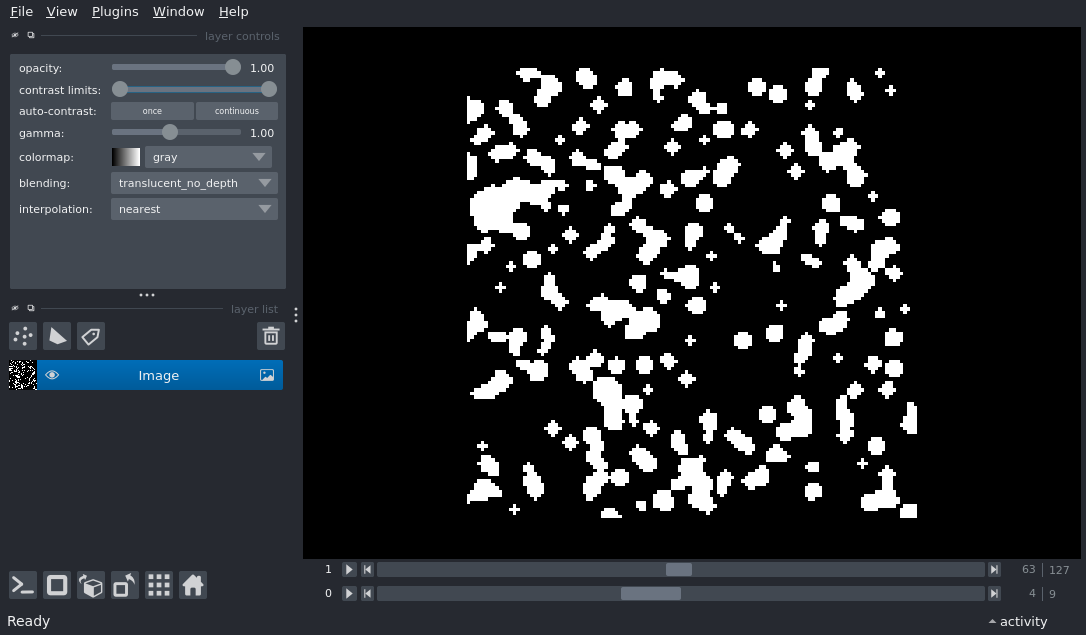 File View Plugins Window Help
layer controls
opacity: 1.00
contrast limits:
auto-contrast: once continuous
gamma: 1.00
colormap: gray
blending: translucent_no_depth
interpolation: nearest
layer list
Image
1 63 127
0 4 9
Ready activity